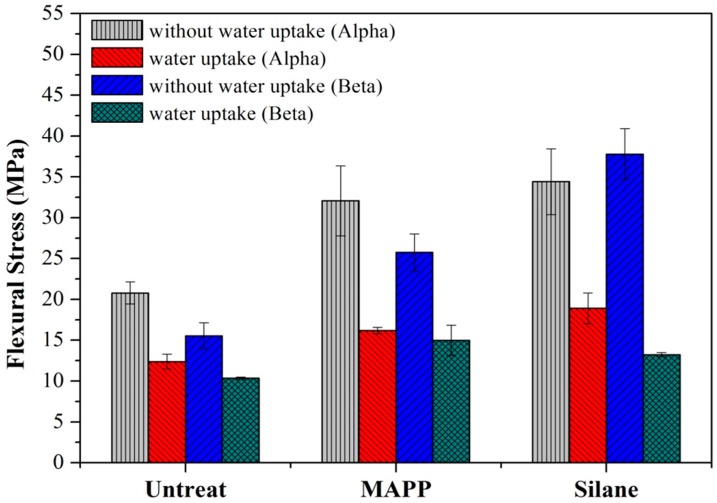 55
50
45
40
35
30
25
20
15
10
5
0
Flexural Stress (MPa)
without water uptake (Alpha)
water uptake (Alpha)
without water uptake (Beta)
water uptake (Beta)
Untreat
MAPP
Silane